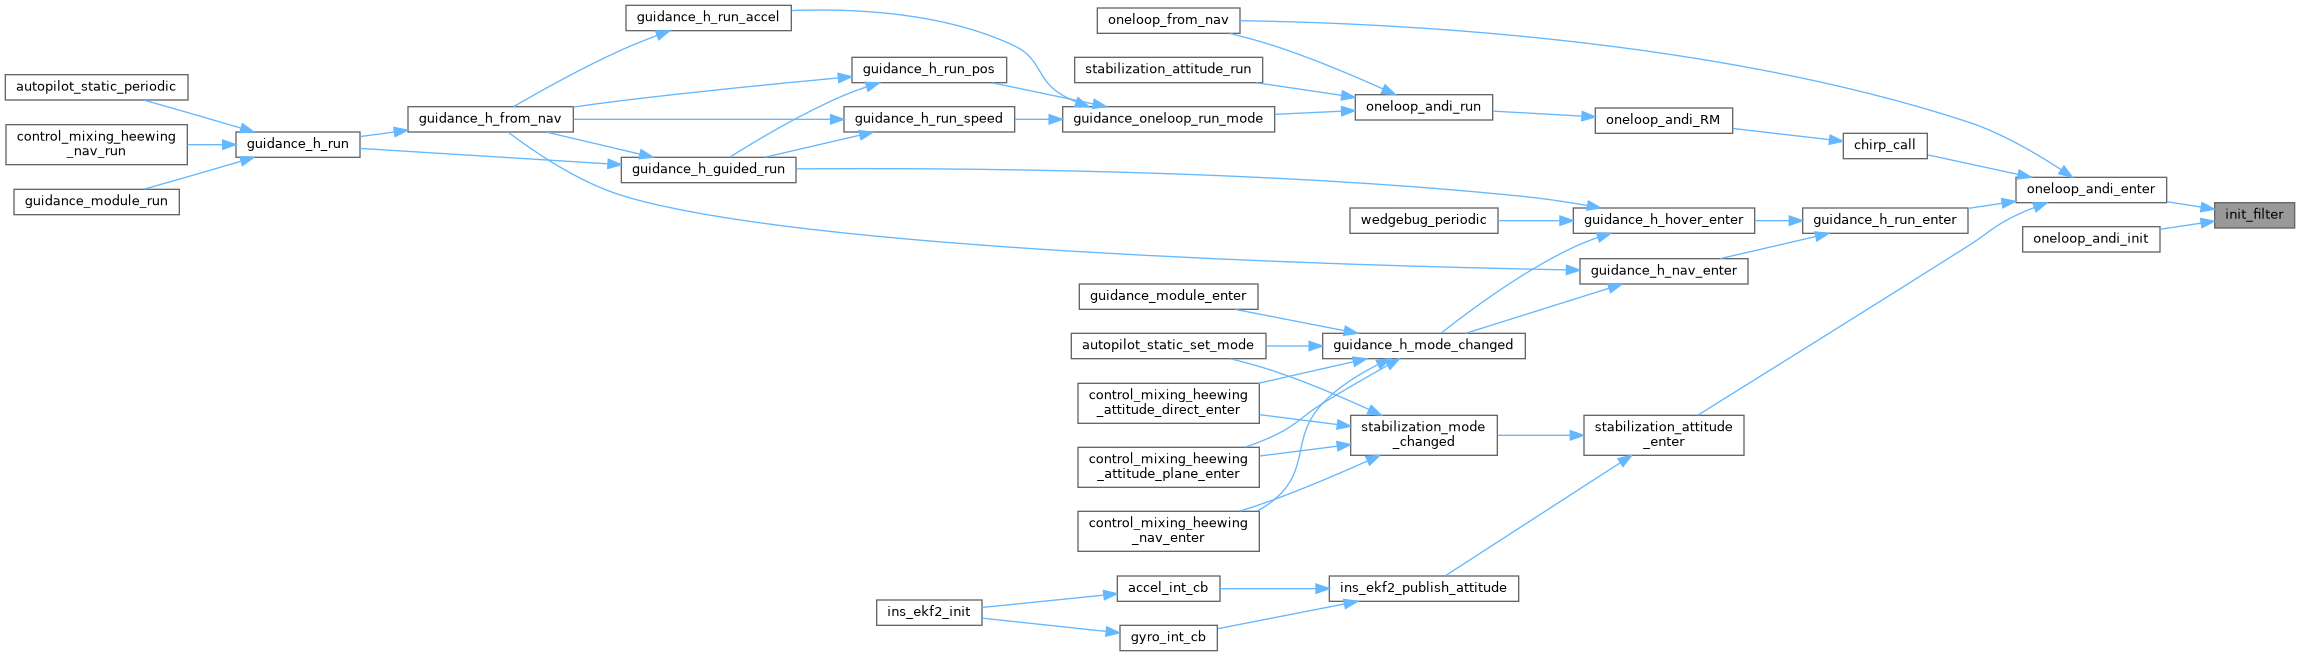 guidance_h_run_accel
oneloop_from_nav
stabilization_attitude_run
guidance_h_run_pos
autopilot_static_periodic
oneloop_andi_run
guidance_h_from_nav
guidance_h_run_speed
guidance_oneloop_run_mode
oneloop_andi_RM
control_mixing_heewing
_nav_run
guidance_h_run
chirp_call
guidance_h_guided_run
oneloop_andi_enter
guidance_module_run
wedgebug_periodic
guidance_h_hover_enter
guidance_h_run_enter
init_filter
oneloop_andi_init
guidance_h_nav_enter
guidance_module_enter
autopilot_static_set_mode
guidance_h_mode_changed
control_mixing_heewing
_attitude_direct_enter
stabilization_mode
_changed
stabilization_attitude
_enter
control_mixing_heewing
_attitude_plane_enter
control_mixing_heewing
_nav_enter
accel_int_cb
ins_ekf2_publish_attitude
ins_ekf2_init
gyro_int_cb